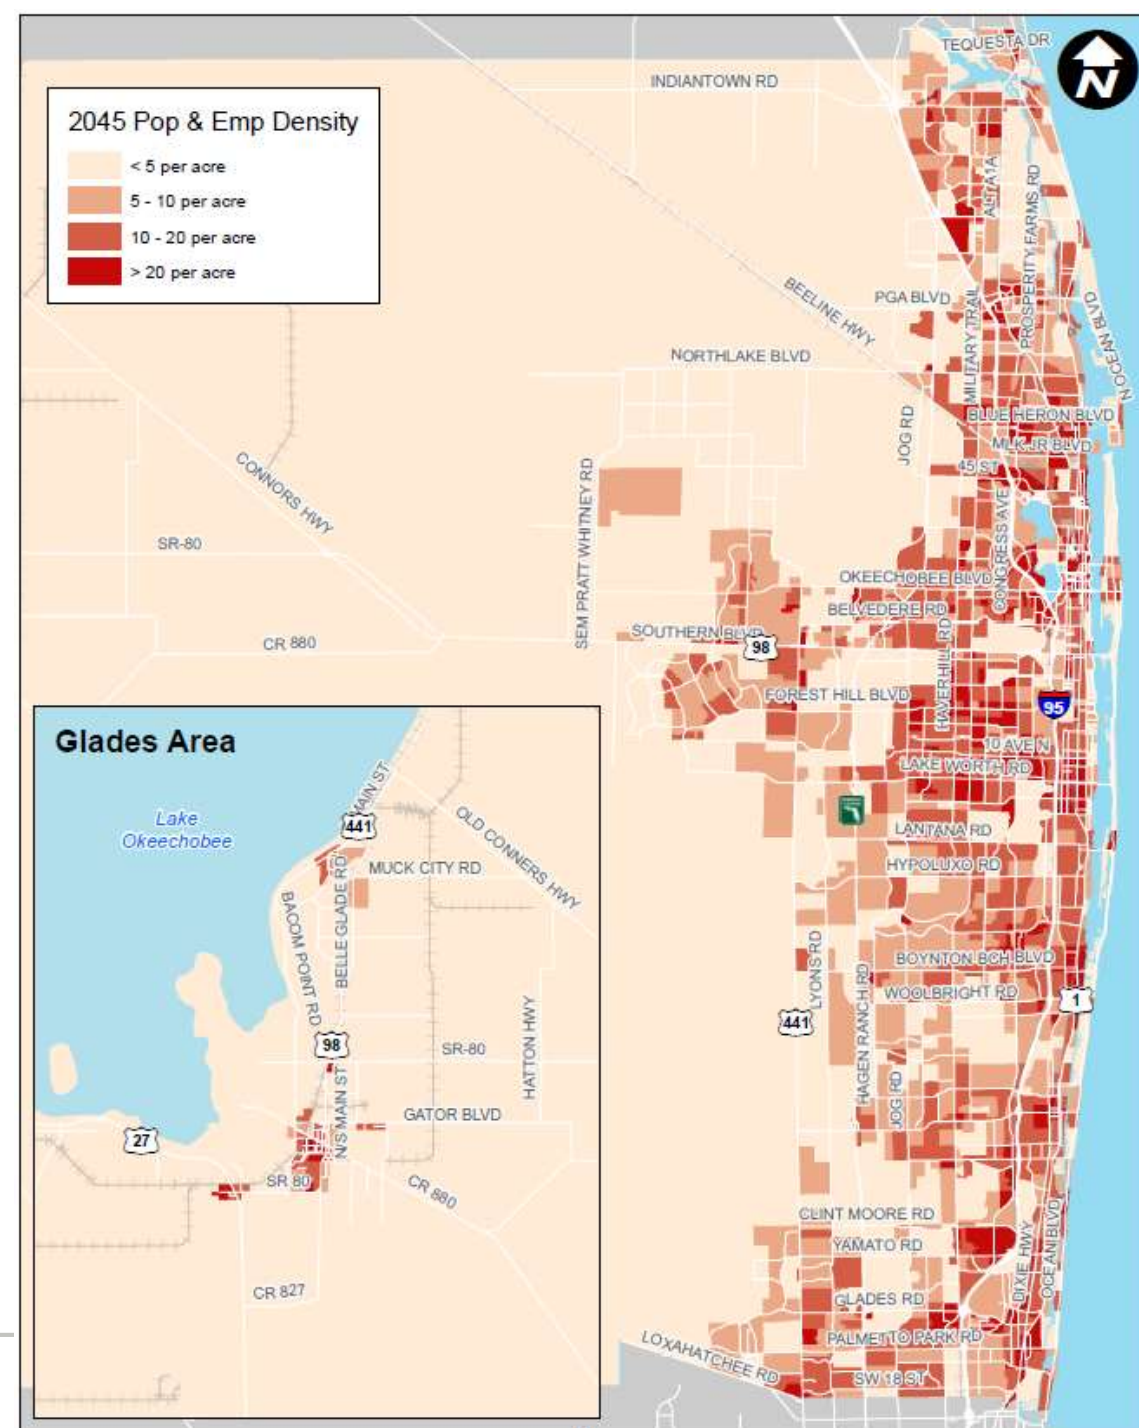 TEQUESTA DR
N
INDIANTOWN RD
2045 Pop & Emp Density
< 5 per acre
5 - 10 per acre
10 - 20 per acre
> 20 per acre
ALT A1A
PROSPERITY FARMS RD
BEELINE HWY
PGA BLVD
MILITARY TRAIL
N OCEAN BLVD
NORTHLAKE BLVD
BLUE HERON BLVD
JOG RD
MLK JR BLVD
45 ST
CONNORS HWY
SEM PRATT WHITNEY RD
CONGRESS AVE
SR-80
OKEECHOBEE BLVD
BELVEDERE RD
SOUTHERN BLVD
98
CR 880
HAVERHILL RD
FOREST HILL BLVD
95
10 AVE N
LAKE WORTH RD
LANTANA RD
HYPOLUXO RD
LYONS RD
BOYNTON BCH BLVD
HAGEN RANCH RD
WOOLBRIGHT RD
1
441
JOG RD
CLINT MOORE RD
YAMATO RD
DIXIE HWY
OCEAN BLVD
GLADES RD
PALMETTO PARK RD
LOXAHATCHEE RD
SW 18 ST
Glades Area
Lake
Okeechobee
MAIN ST
441
OLD CONNERS HWY
MUCK CITY RD
BACOM POINT RD
BELLE GLADE RD
98
SR-80
HATTON HWY
N/S MAIN ST
GATOR BLVD
27
SR 80
CR 880
CR 827